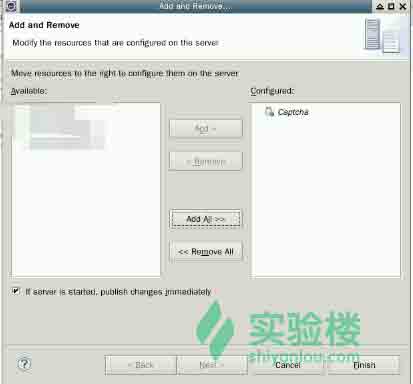 Add and Remove...
Add and Remove
Modify the resources that are configured on the server
Move resources to the right to configure them on the server
Available:
Configured:
Captcha
Add >
< Remove
Add All >>
<< Remove All
If server is started, publish changes immediately
实验楼
shiyanlou.com
< Back
Next >
Cancel
Finish